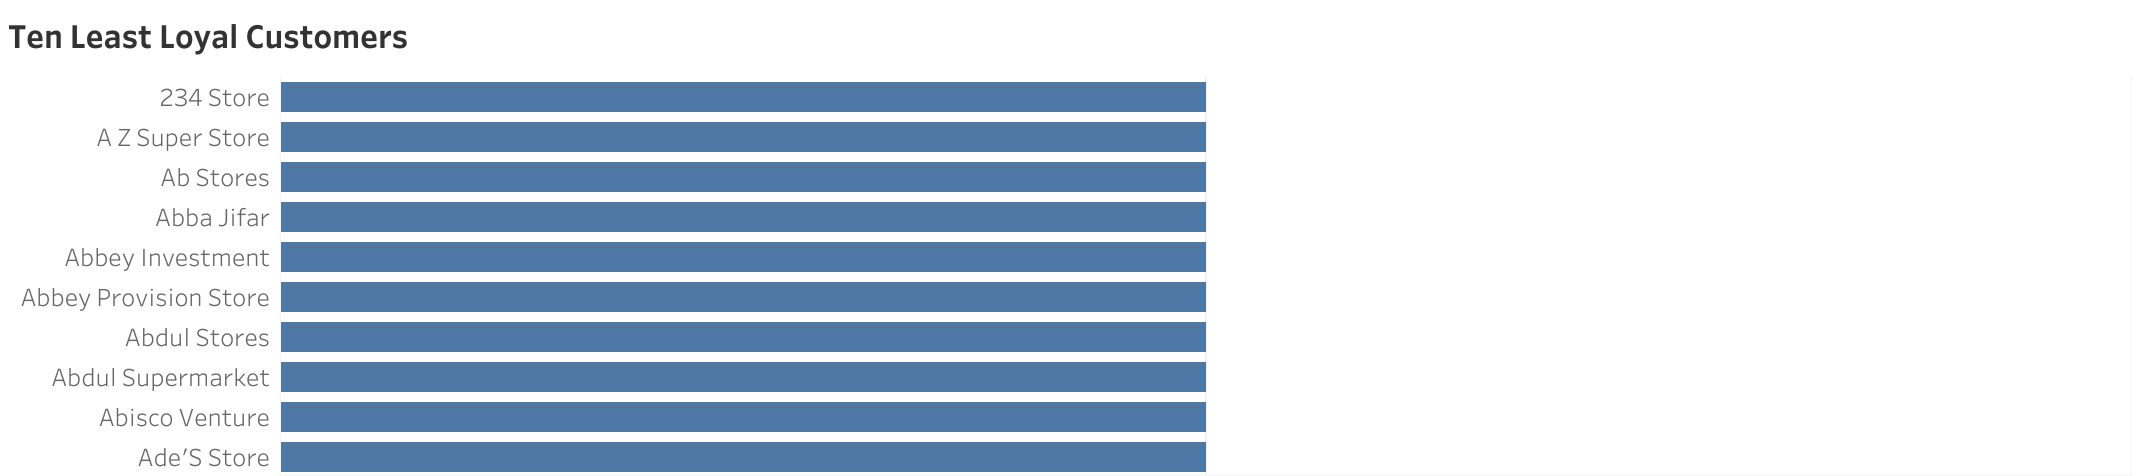 Ten Least Loyal Customers
234 Store
A Z Super Store
Ab Stores
Abba Jifar
Abbey Investment
Abbey Provision Store
Abdul Stores
Abdul Supermarket
Abisco Venture
Ade’S Store